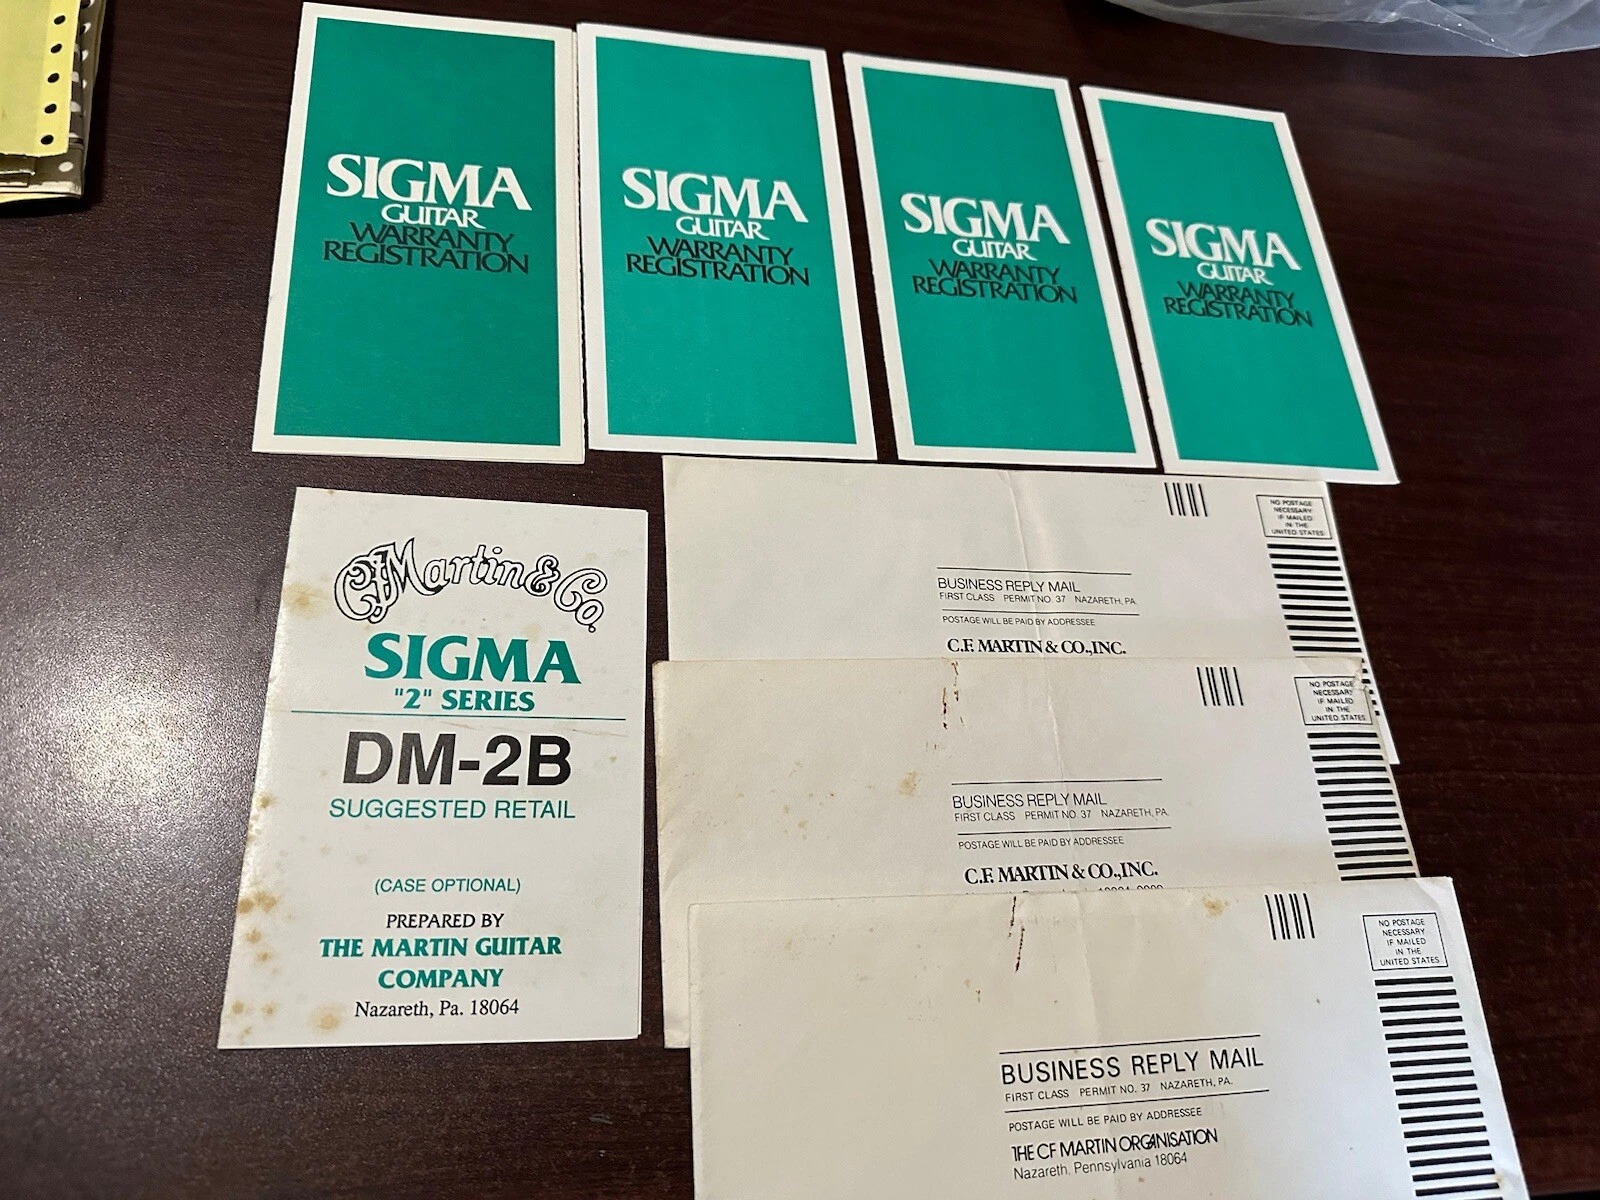 SIGMA
GUITAR
WARRANTY
REGISTRATION
SIGMA
GUITAR
WARRANTY
REGISTRATION
SIGMA
GUITAR
WARRANTY
REGISTRATION
SIGMA
GUITAR
WARRANTY
REGISTRATION
CF Martin & Co.
SIGMA
"2" SERIES
DM-2B
SUGGESTED RETAIL
(CASE OPTIONAL)
PREPARED BY
THE MARTIN GUITAR
COMPANY
Nazareth, Pa. 18064
NO POSTAGE
NECESSARY
IF MAILED
IN THE
UNITED STATES
BUSINESS REPLY MAIL
FIRST CLASS PERMIT NO. 37 NAZARETH, PA.
POSTAGE WILL BE PAID BY ADDRESSEE
C.F. MARTIN & CO., INC.
NO POSTAGE
NECESSARY
IF MAILED
IN THE
UNITED STATES
BUSINESS REPLY MAIL
FIRST CLASS PERMIT NO. 37 NAZARETH, PA.
POSTAGE WILL BE PAID BY ADDRESSEE
C.F. MARTIN & CO., INC.
NO POSTAGE
NECESSARY
IF MAILED
IN THE
UNITED STATES
BUSINESS REPLY MAIL
FIRST CLASS PERMIT NO. 37 NAZARETH, PA.
POSTAGE WILL BE PAID BY ADDRESSEE
THE CF MARTIN ORGANISATION
Nazareth, Pennsylvania 18064